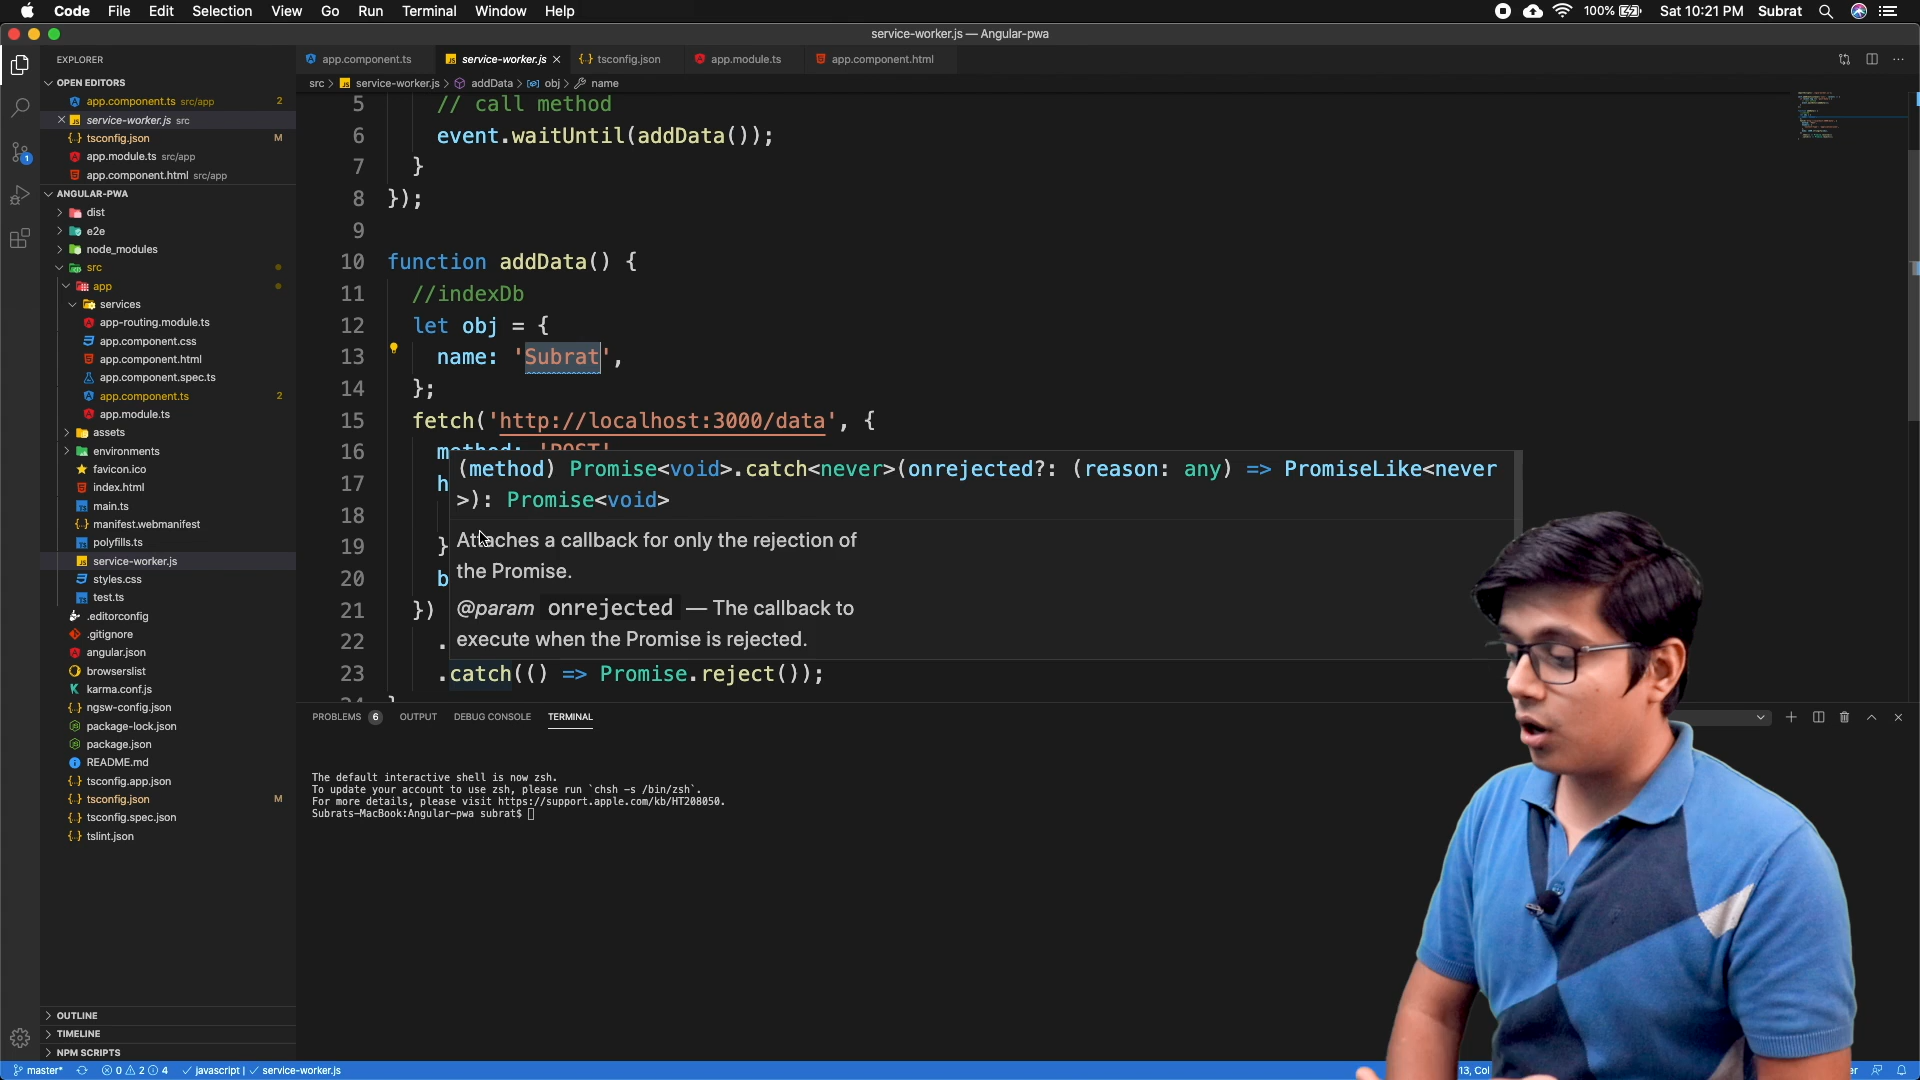 Code File Edit Selection View Go Run Terminal Window Help
100% Sat 10:21 PM Subrat
service-worker.js — Angular-pwa
EXPLORER
OPEN EDITORS
app.component.ts src/app 2
service-worker.js src
tsconfig.json M
app.module.ts src/app
app.component.html src/app
ANGULAR-PWA
dist
e2e
node_modules
src
app
services
app-routing.module.ts
app.component.css
app.component.html
app.component.spec.ts
app.component.ts 2
app.module.ts
assets
environments
favicon.ico
index.html
main.ts
manifest.webmanifest
polyfills.ts
service-worker.js
styles.css
test.ts
.editorconfig
.gitignore
angular.json
browserslist
karma.conf.js
ngsw-config.json
package-lock.json
package.json
README.md
tsconfig.app.json
tsconfig.json M
tsconfig.spec.json
tslint.json
OUTLINE
TIMELINE
NPM SCRIPTS
app.component.ts service-worker.js tsconfig.json app.module.ts app.component.html
src > service-worker.js > addData > obj > name
5 // call method
6 event.waitUntil(addData());
7 }
8 });
9
10 function addData() {
11 //indexDb
12 let obj = {
13 name: 'Subrat',
14 };
15 fetch('http://localhost:3000/data', {
16 method: 'POST'
17 h
18
19 }
20 b
21 })
22 .
23 .catch(() => Promise.reject());
24 }
(method) Promise<void>.catch<never>(onrejected?: (reason: any) => PromiseLike<never
>): Promise<void>
Attaches a callback for only the rejection of
the Promise.
@param onrejected — The callback to
execute when the Promise is rejected.
PROBLEMS 6 OUTPUT DEBUG CONSOLE TERMINAL
The default interactive shell is now zsh.
To update your account to use zsh, please run `chsh -s /bin/zsh`.
For more details, please visit https://support.apple.com/kb/HT208050.
Subrats-MacBook:Angular-pwa subrat$
master* 0 2 4 javascript | service-worker.js
13, Col